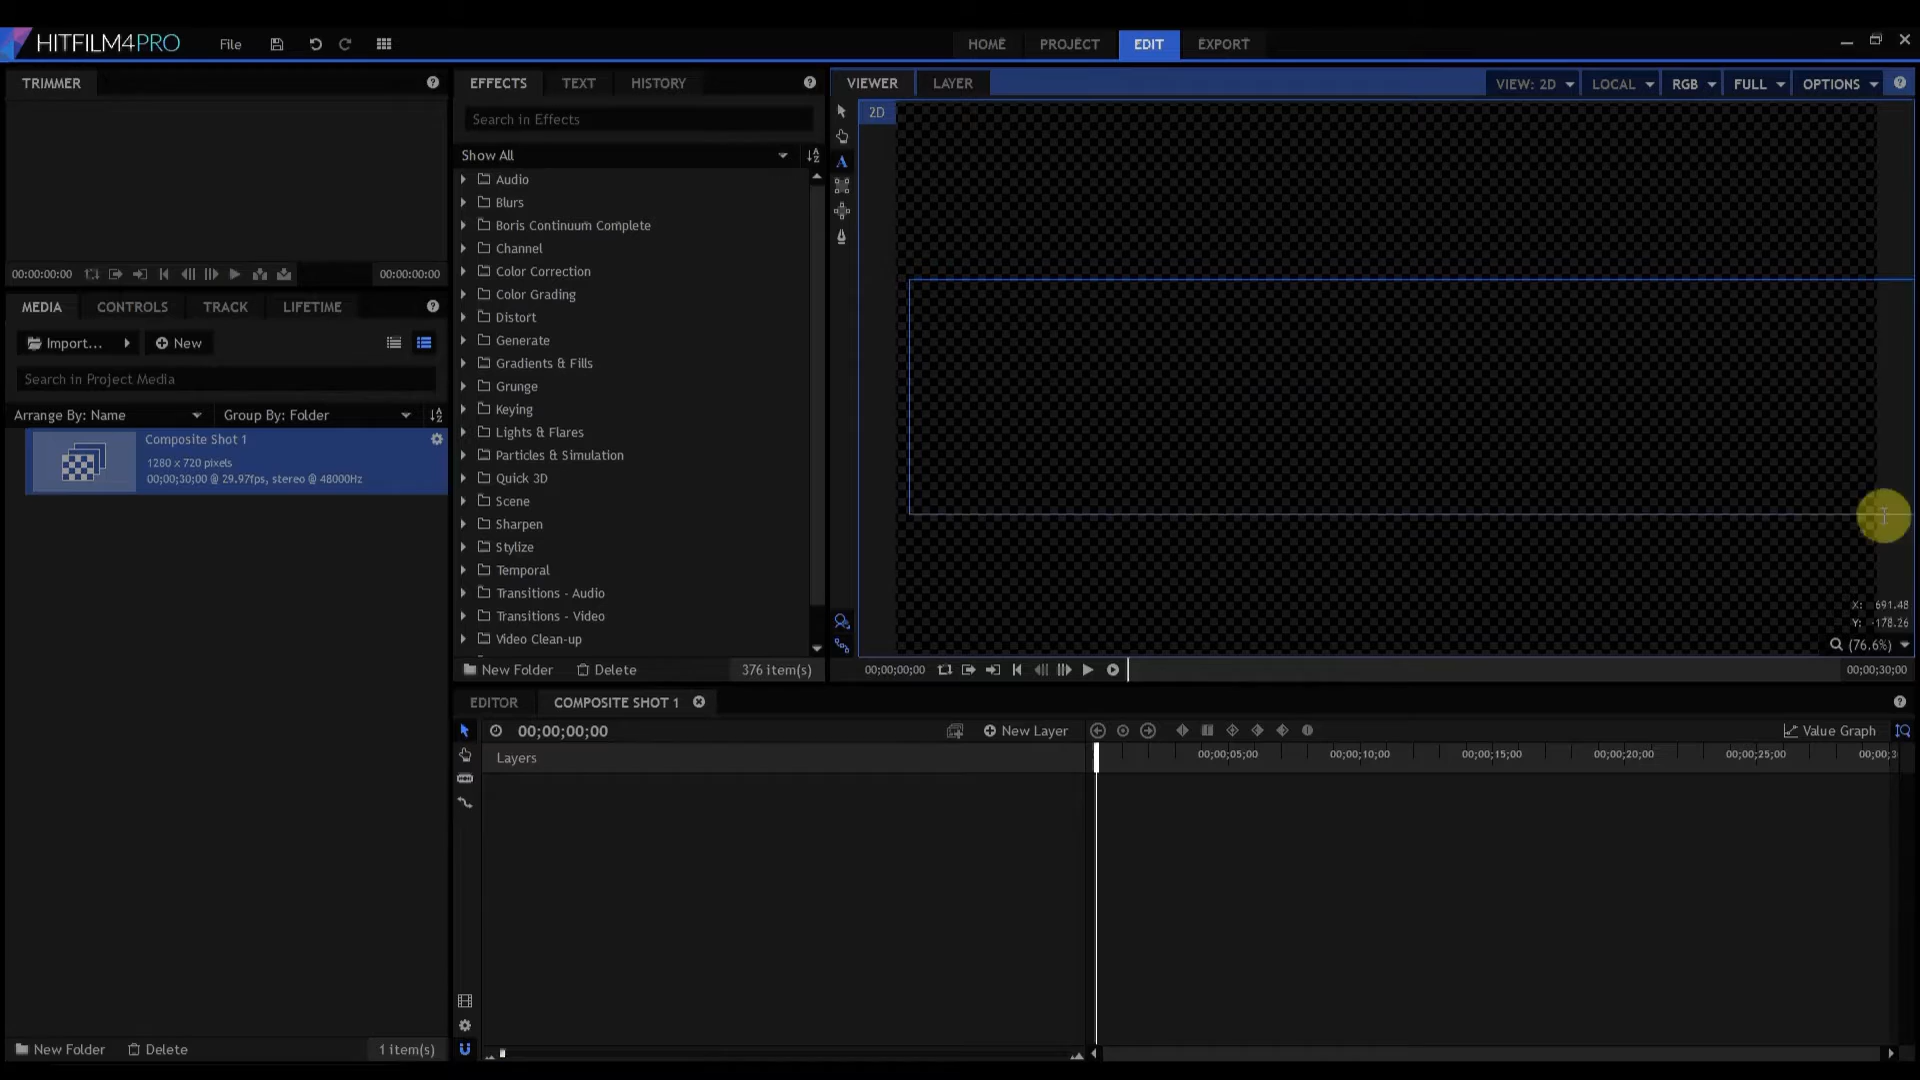 HITFILM4PRO File HOME PROJECT EDIT EXPORT
TRIMMER
00:00:00:00 00:00:00:00
MEDIA CONTROLS TRACK LIFETIME
Import... New
Search in Project Media
Arrange By: Name Group By: Folder
Composite Shot 1
1280 x 720 pixels
00;00;30;00 @ 29.97fps, stereo @ 48000Hz
New Folder Delete 1 item(s)
EFFECTS TEXT HISTORY
Search in Effects
Show All
Audio
Blurs
Boris Continuum Complete
Channel
Color Correction
Color Grading
Distort
Generate
Gradients & Fills
Grunge
Keying
Lights & Flares
Particles & Simulation
Quick 3D
Scene
Sharpen
Stylize
Temporal
Transitions - Audio
Transitions - Video
Video Clean-up
New Folder Delete 376 item(s)
VIEWER LAYER VIEW: 2D LOCAL RGB FULL OPTIONS
2D
X: 691.48
Y: -178.26
(76.6%)
00;00;00;00 00;00;30;00
EDITOR COMPOSITE SHOT 1
00;00;00;00 New Layer Value Graph
Layers 00;00;05;00 00;00;10;00 00;00;15;00 00;00;20;00 00;00;25;00 00;00;3